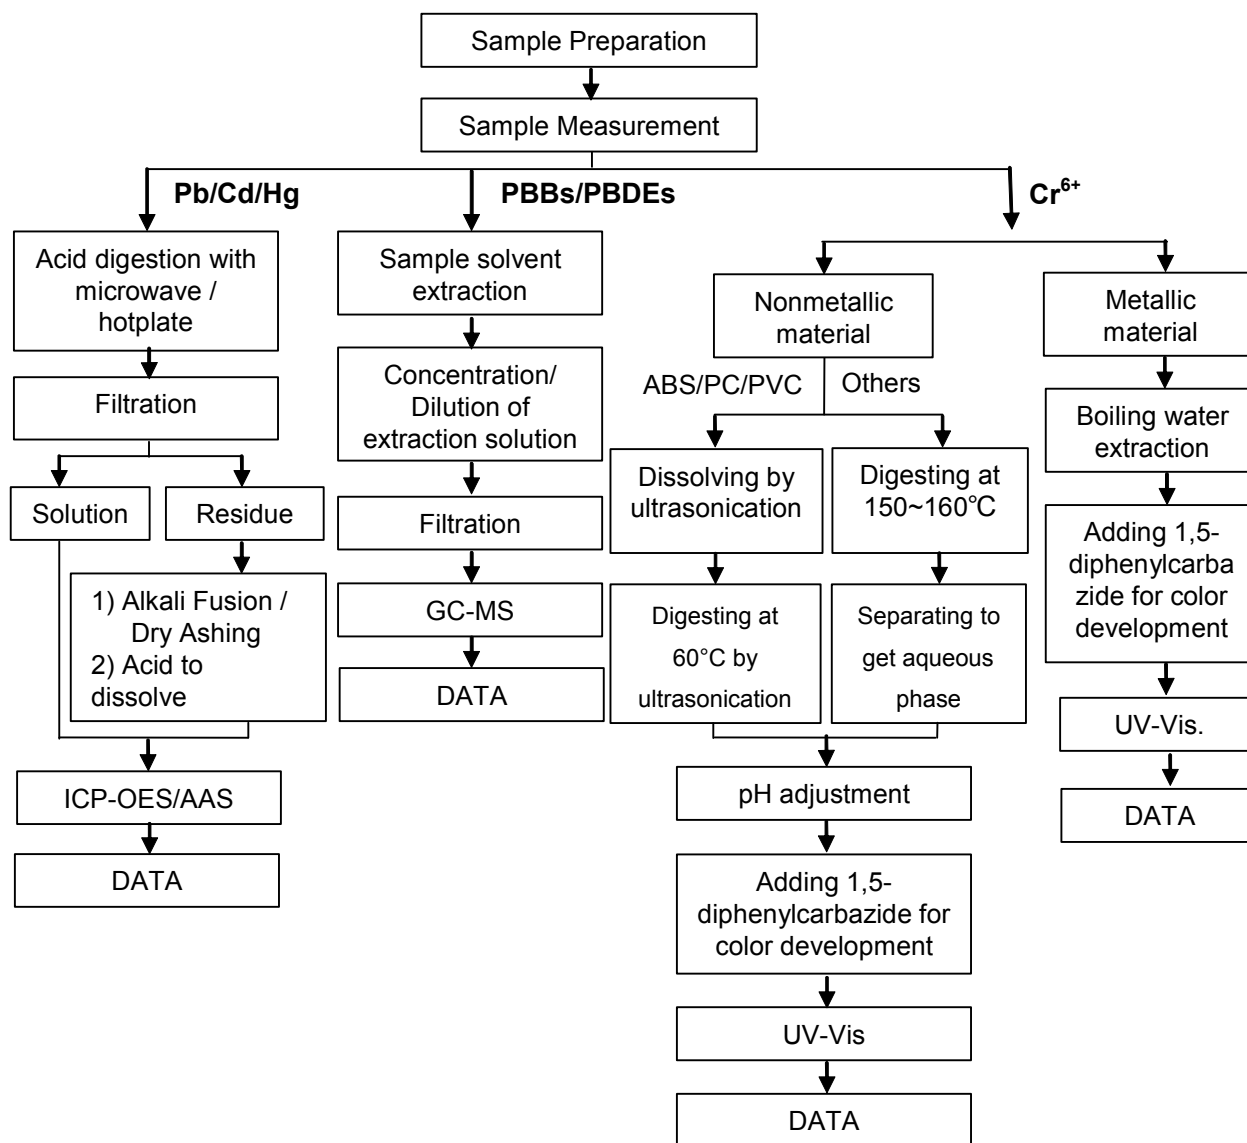 Sample Preparation
Sample Measurement
Pb/Cd/Hg
PBBs/PBDEs
Cr6+
Acid digestion with
microwave /
hotplate
Filtration
Solution
Residue
1) Alkali Fusion /
Dry Ashing
2) Acid to
dissolve
ICP-OES/AAS
DATA
Sample solvent
extraction
Concentration/
Dilution of
extraction solution
Filtration
GC-MS
DATA
Nonmetallic
material
ABS/PC/PVC
Others
Dissolving by
ultrasonication
Digesting at
60°C by
ultrasonication
Digesting at
150~160℃
Separating to
get aqueous
phase
pH adjustment
Adding 1,5-
diphenylcarbazide for
color development
UV-Vis
DATA
Metallic
material
Boiling water
extraction
Adding 1,5-
diphenylcarba
zide for color
development
UV-Vis.
DATA